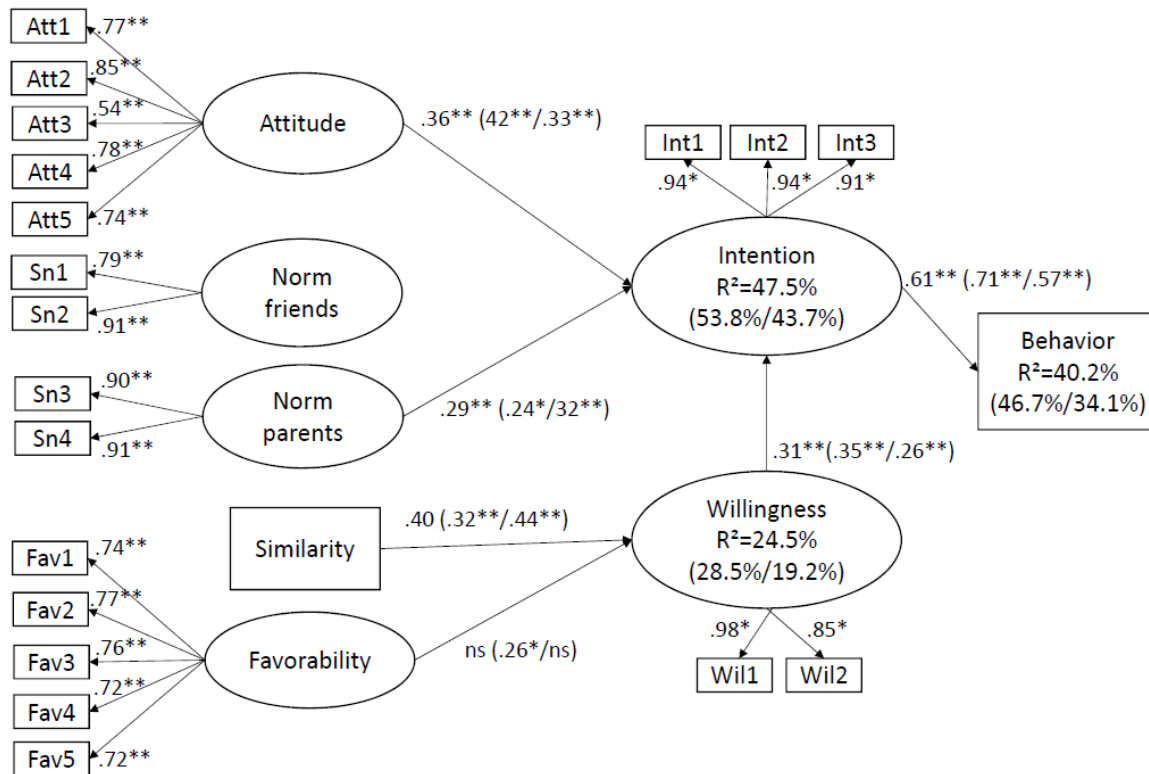 Att1
.77**
Att2
.85**
Att3
.54**
Att4
.78**
Att5
.74**
Attitude
.36** (42**/.33**)
Sn1
.79**
Sn2
.91**
Norm
friends
Sn3
.90**
Sn4
.91**
Norm
parents
.29** (.24*/32**)
Int1
Int2
Int3
.94*
.94*
.91*
Intention
R²=47.5%
(53.8%/43.7%)
.61** (.71**/.57**)
Behavior
R²=40.2%
(46.7%/34.1%)
.31**(.35**/.26**)
Similarity
.40 (.32**/.44**)
Willingness
R²=24.5%
(28.5%/19.2%)
.98*
.85*
Wil1
Wil2
Fav1
.74**
Fav2
.77**
Fav3
.76**
Fav4
.72**
Fav5
.72**
Favorability
ns (.26*/ns)